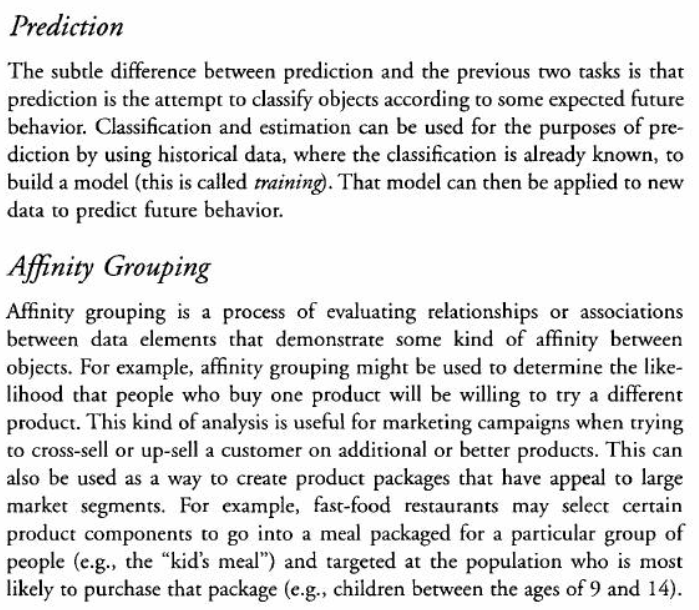 Prediction
The subtle difference between prediction and the previous two tasks is that
prediction is the attempt to classify objects according to some expected future
behavior. Classification and estimation can be used for the purposes of pre-
diction by using historical data, where the classification is already known, to
build a model (this is called training). That model can then be applied to new
data to predict future behavior.
Affinity Grouping
Affinity grouping is a process of evaluating relationships or associations
between data elements that demonstrate some kind of affinity between
objects. For example, affinity grouping might be used to determine the like-
lihood that people who buy one product will be willing to try a different
product. This kind of analysis is useful for marketing campaigns when trying
to cross-sell or up-sell a customer on additional or better products. This can
also be used as a way to create product packages that have appeal to large
market segments. For example, fast-food restaurants may select certain
product components to go into a meal packaged for a particular group of
people (e.g., the “kid’s meal”) and targeted at the population who is most
likely to purchase that package (e.g., children between the ages of 9 and 14).